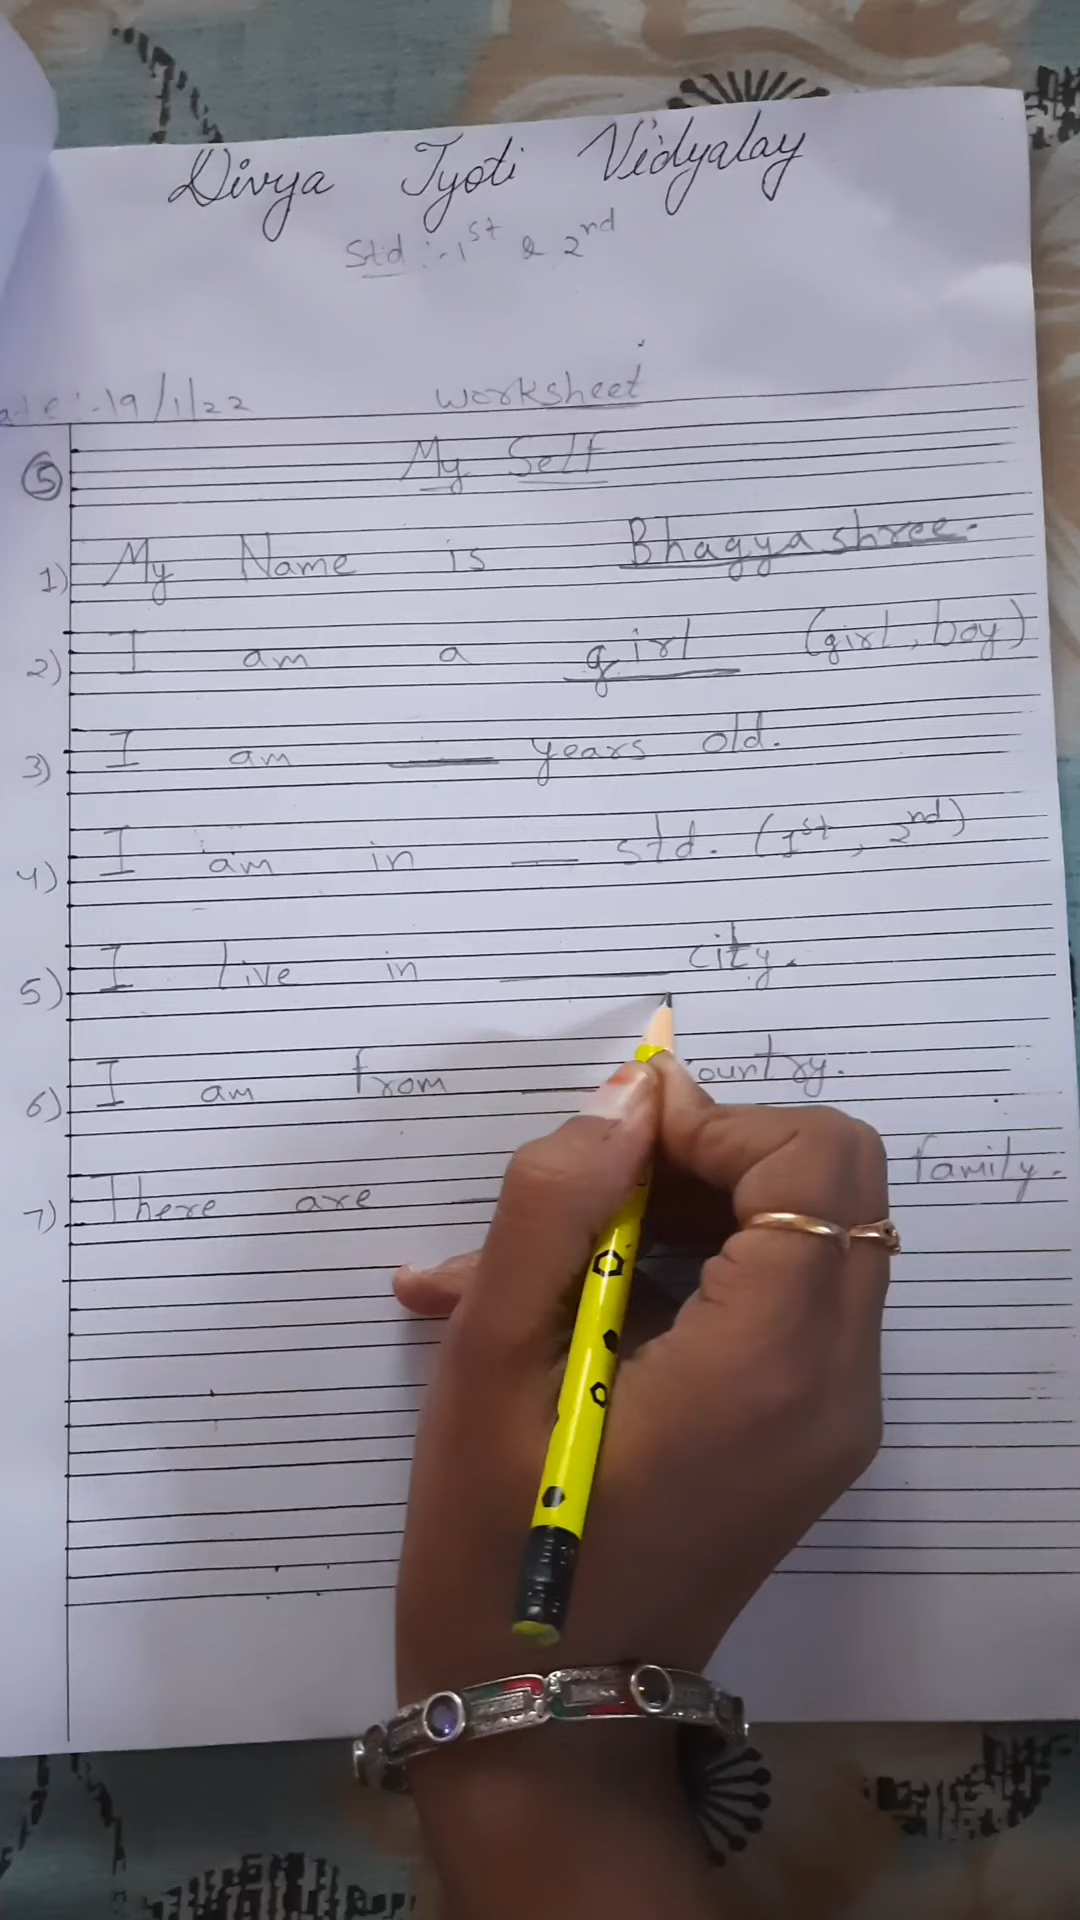 Divya Jyoti Vidyalay
Std :- 1st & 2nd
ate :- 19/1/22 worksheet
(5) My Self
1) My Name is Bhagyashree.
2) I am a girl (girl, boy)
3) I am ___ years old.
4) I am in ___ std. (1st, 2nd)
5) I live in ___ city.
6) I am from ___ ountry.
7) There are ___ family.